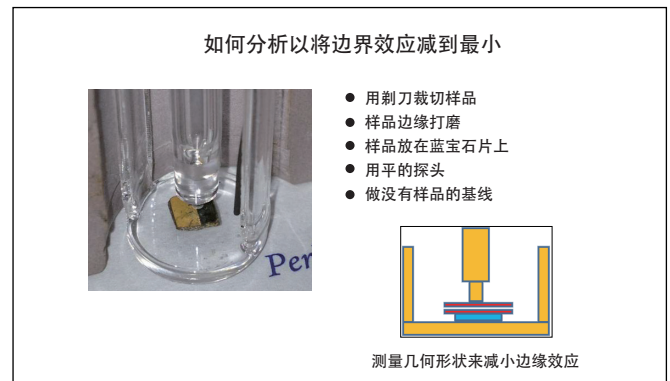 如何分析以将边界效应减到最小
● 用剃刀裁切样品
● 样品边缘打磨
● 样品放在蓝宝石片上
● 用平的探头
● 做没有样品的基线
Per
测量几何形状来减小边缘效应